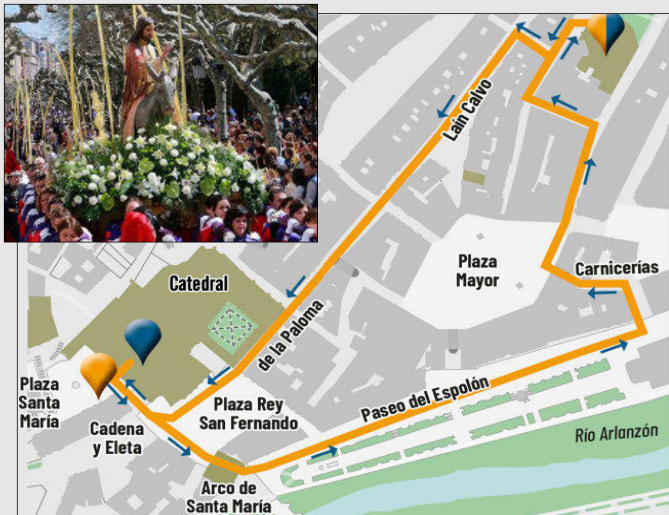 Laín Calvo
Plaza
Mayor
Carnicerías
Catedral
de la Paloma
Plaza
Santa
María
Cadena
y Eleta
Plaza Rey
San Fernando
Paseo del Espolón
Río Arlanzón
Arco de
Santa María